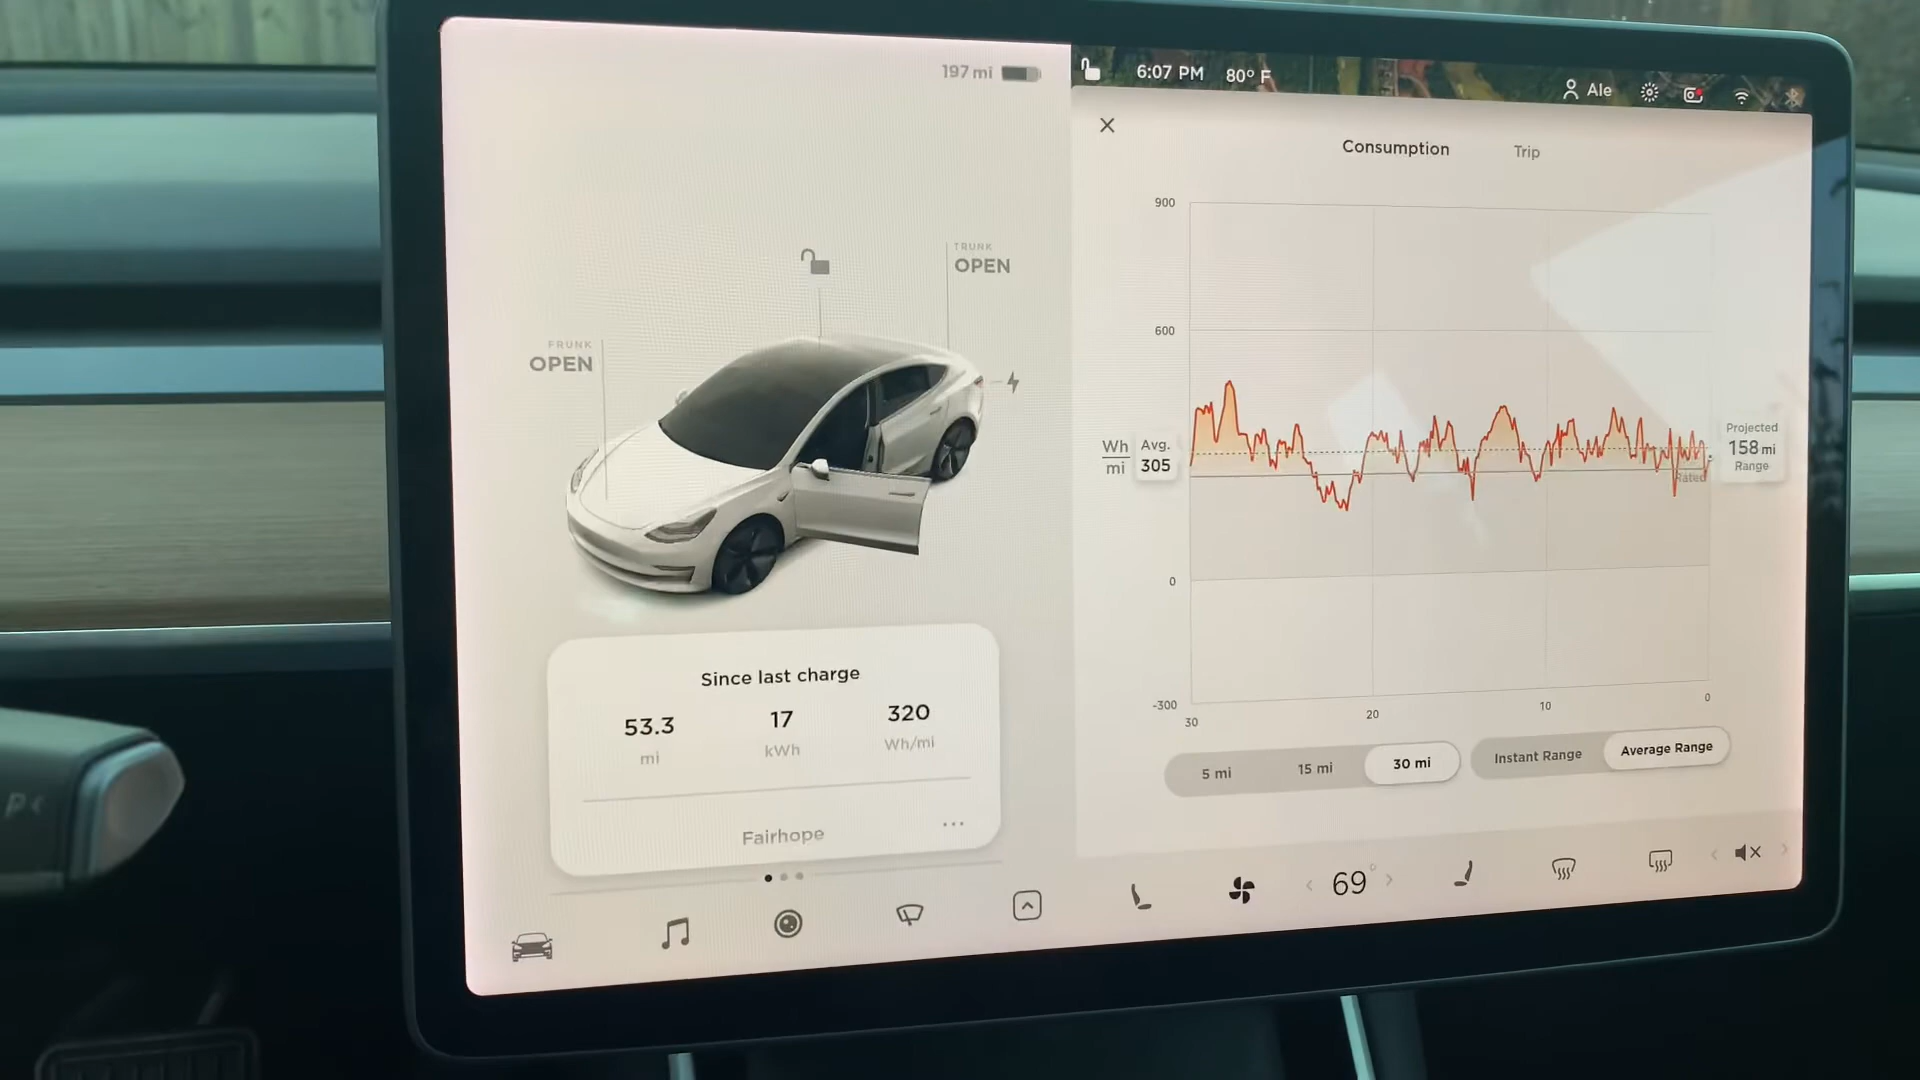 197 mi
6:07 PM 80° F
Ale
Consumption Trip
TRUNK
OPEN
FRUNK
OPEN
900
600
Wh
mi
Avg.
305
Projected
158 mi
Range
Rated
0
-300
30 20 10 0
5 mi 15 mi 30 mi Instant Range Average Range
Since last charge
53.3 17 320
mi kWh Wh/mi
Fairhope
69°
P